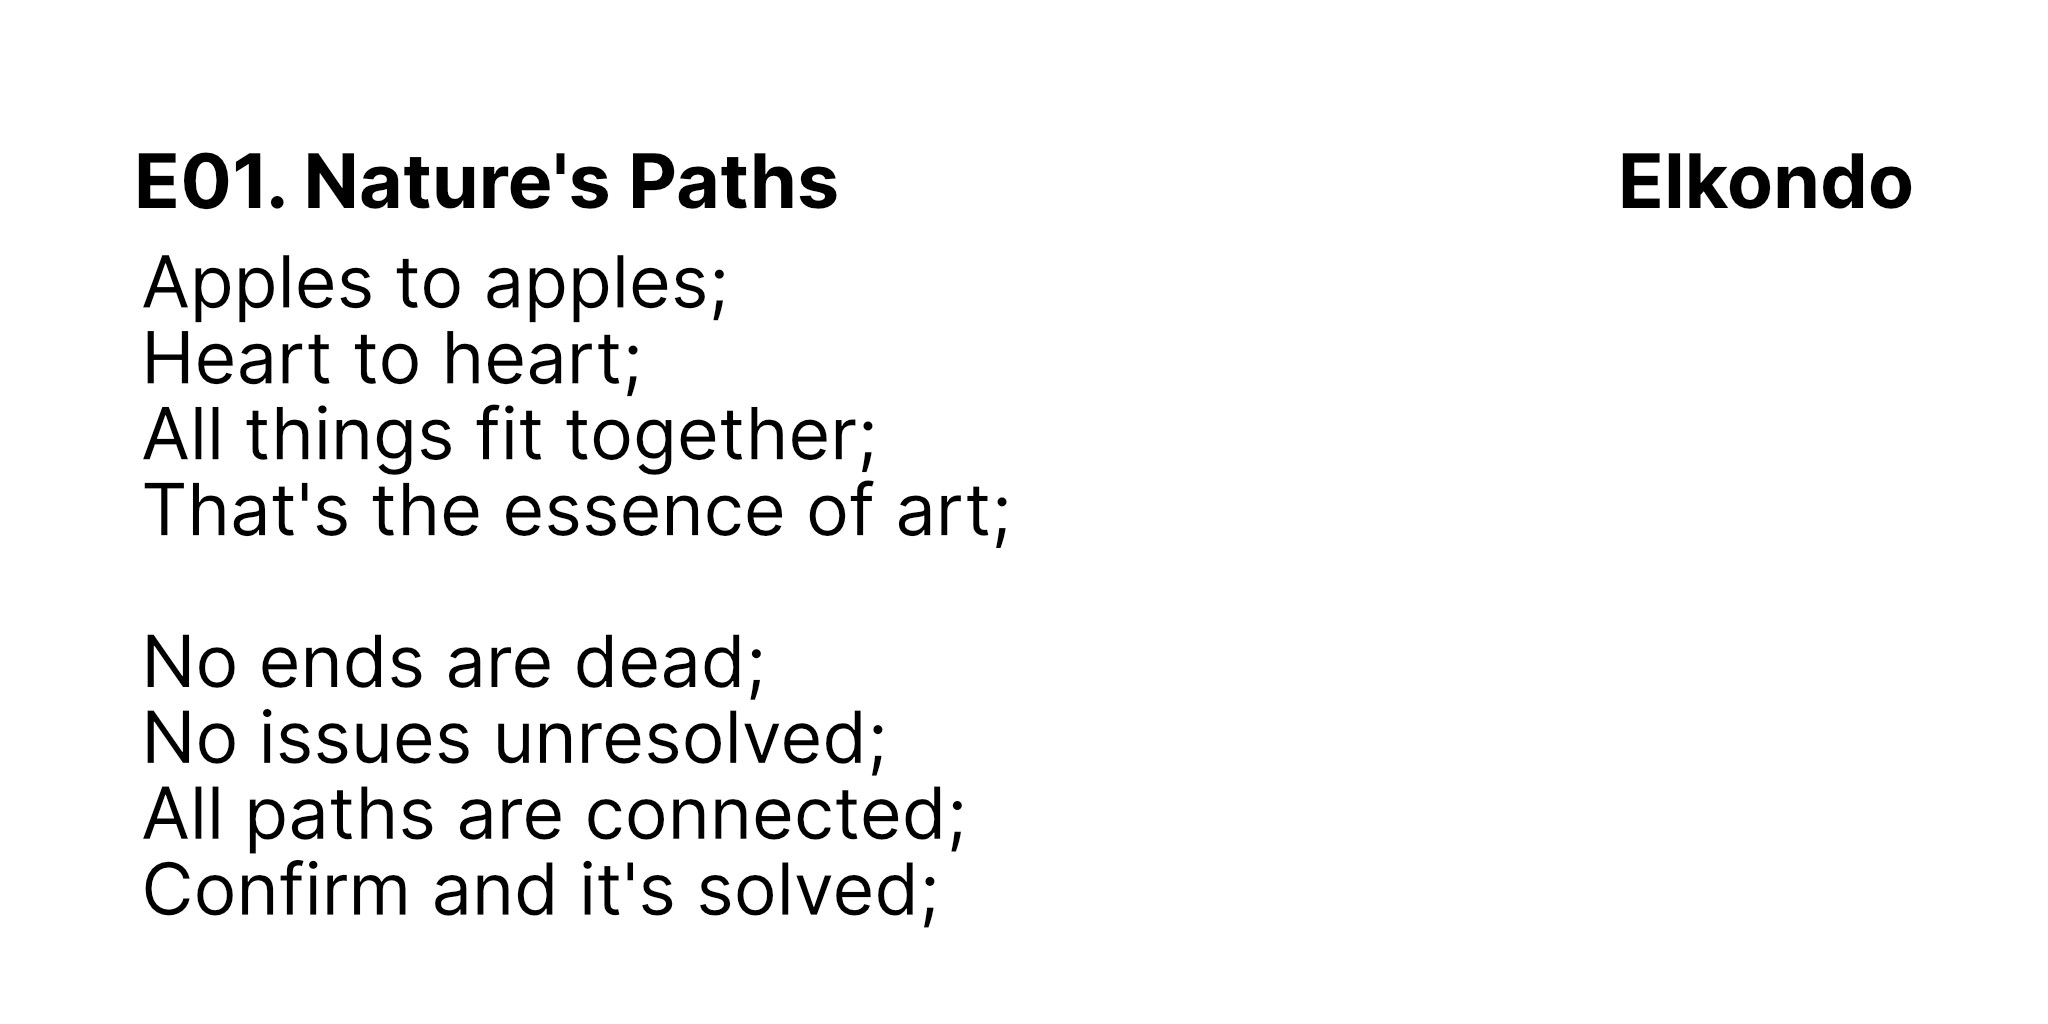 E01. Nature's Paths
Elkondo
Apples to apples;
Heart to heart;
All things fit together;
That's the essence of art;
No ends are dead;
No issues unresolved;
All paths are connected;
Confirm and it's solved;